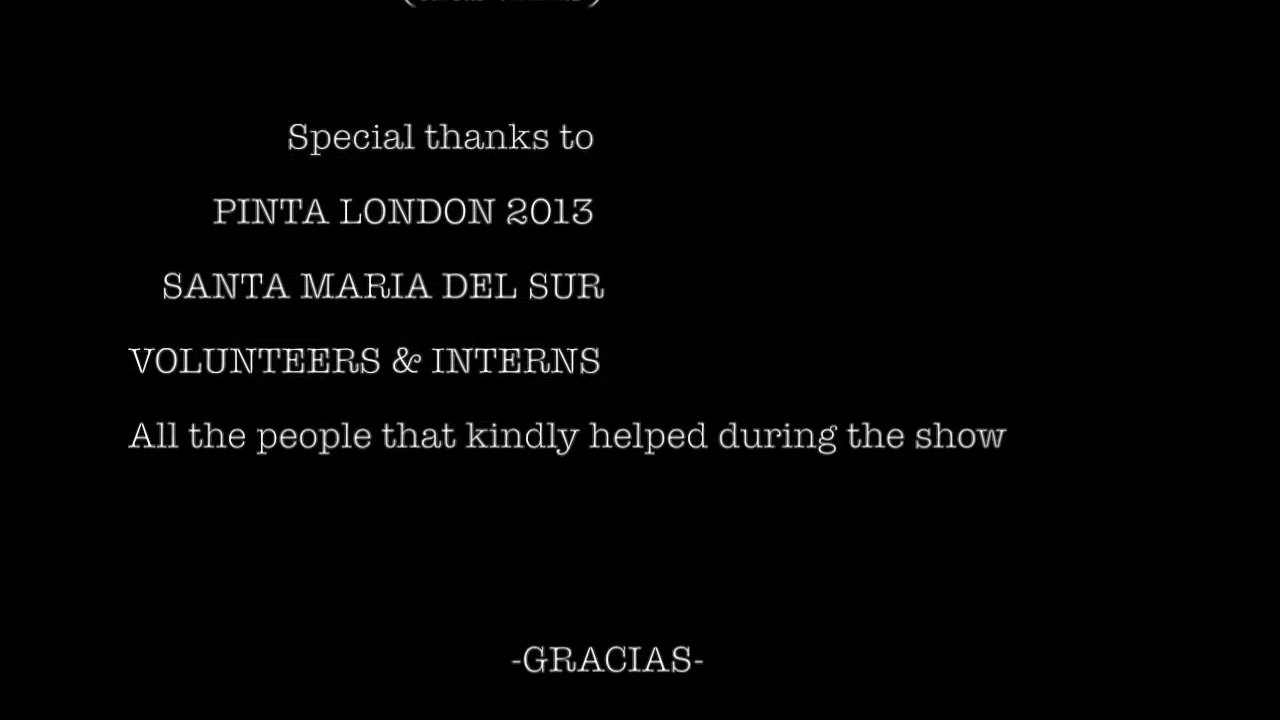 Special thanks to
PINTA LONDON 2013
SANTA MARIA DEL SUR
VOLUNTEERS & INTERNS
All the people that kindly helped during the show
-GRACIAS-